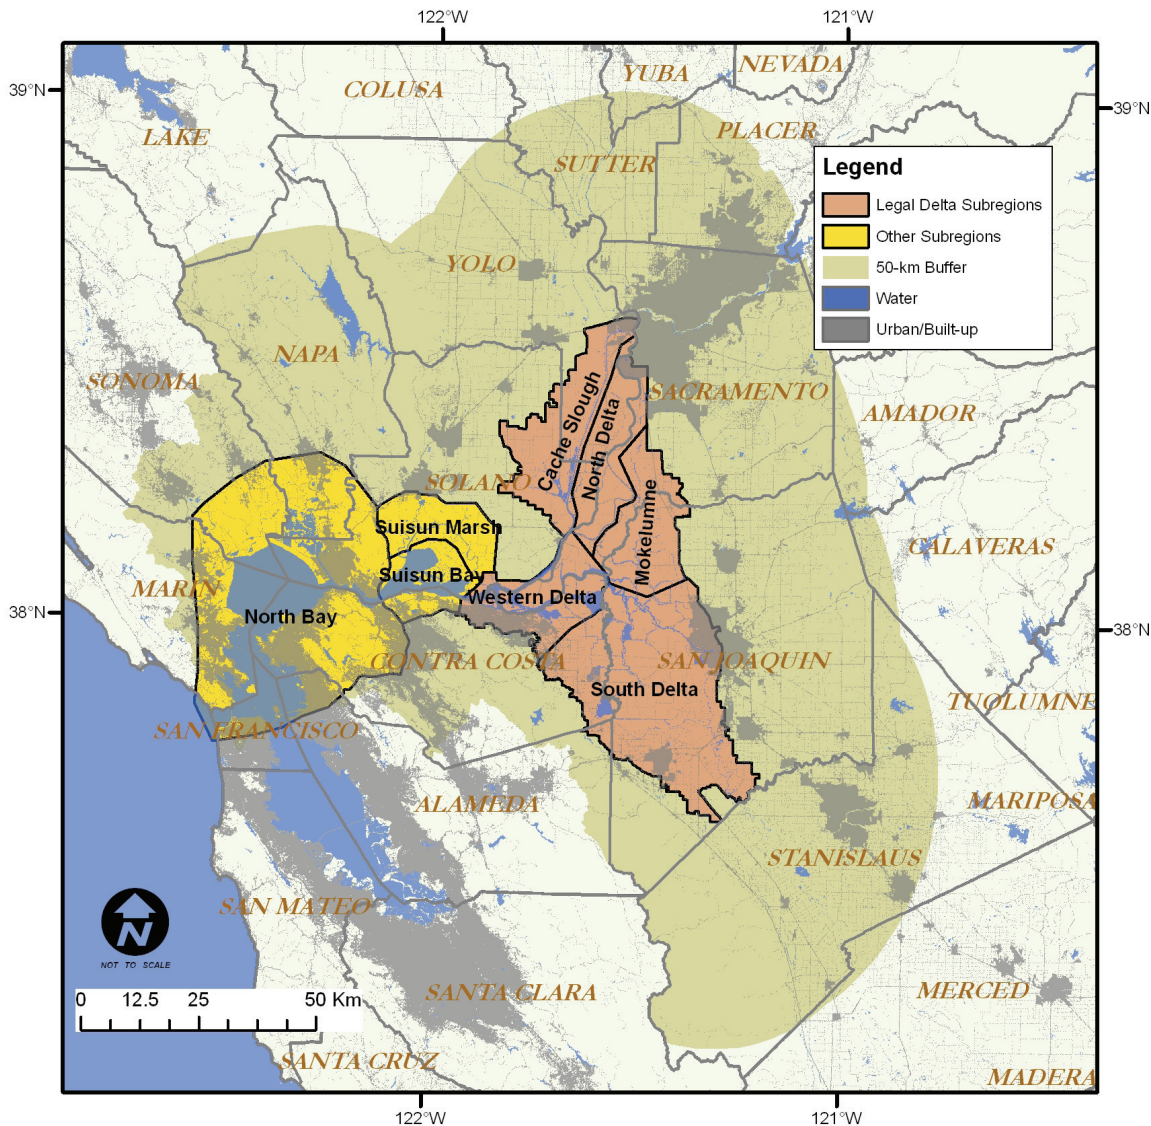 122°W
121°W
39°N
39°N
38°N
38°N
122°W
121°W
NEVADA
YUBA
COLUSA
PLACER
LAKE
SUTTER
Legend
Legal Delta Subregions
Other Subregions
50-km Buffer
Water
Urban/Built-up
YOLO
NAPA
SONOMA
SACRAMENTO
AMADOR
Cache Slough
North Delta
SOLANO
Suisun Marsh
Mokelumne
CALAVERAS
Suisun Bay
MARIN
Western Delta
North Bay
CONTRA COSTA
SAN JOAQUIN
South Delta
TUOLUMNE
SAN FRANCISCO
ALAMEDA
MARIPOSA
STANISLAUS
SAN MATEO
N
NOT TO SCALE
SANTA CLARA
MERCED
0 12.5 25 50 Km
SANTA CRUZ
MADERA